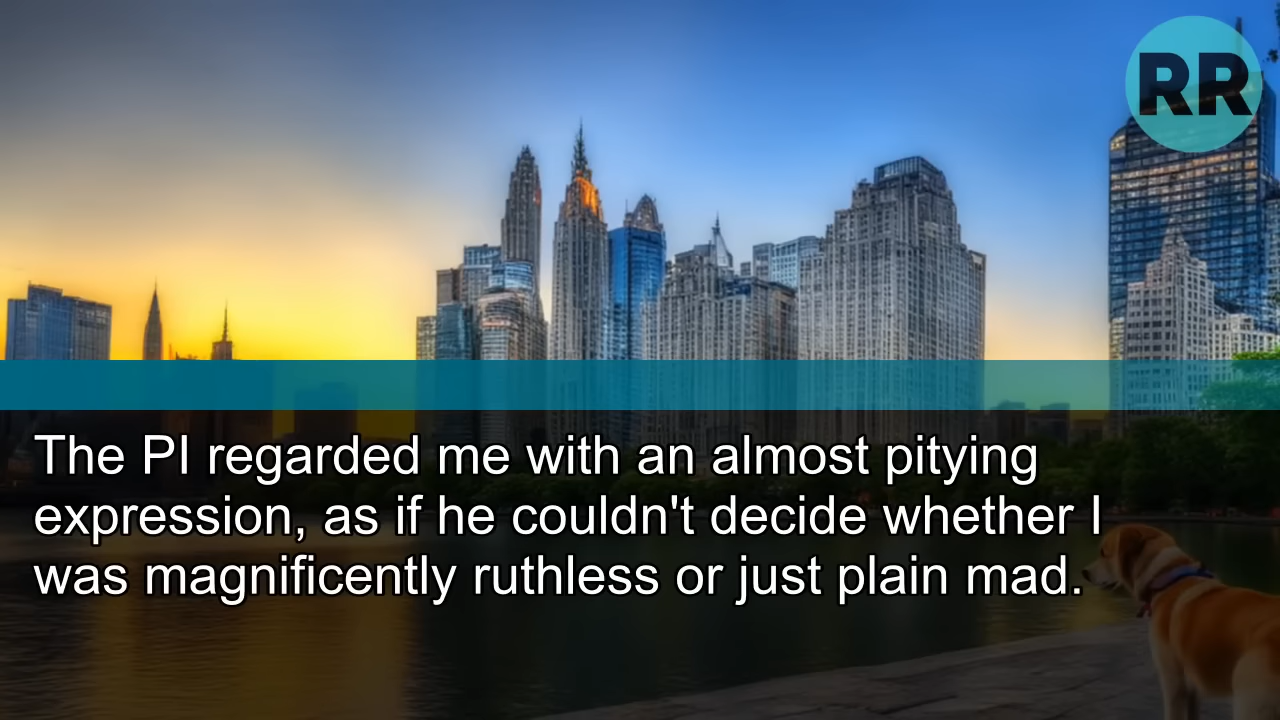 RR
The PI regarded me with an almost pitying
expression, as if he couldn't decide whether I
was magnificently ruthless or just plain mad.